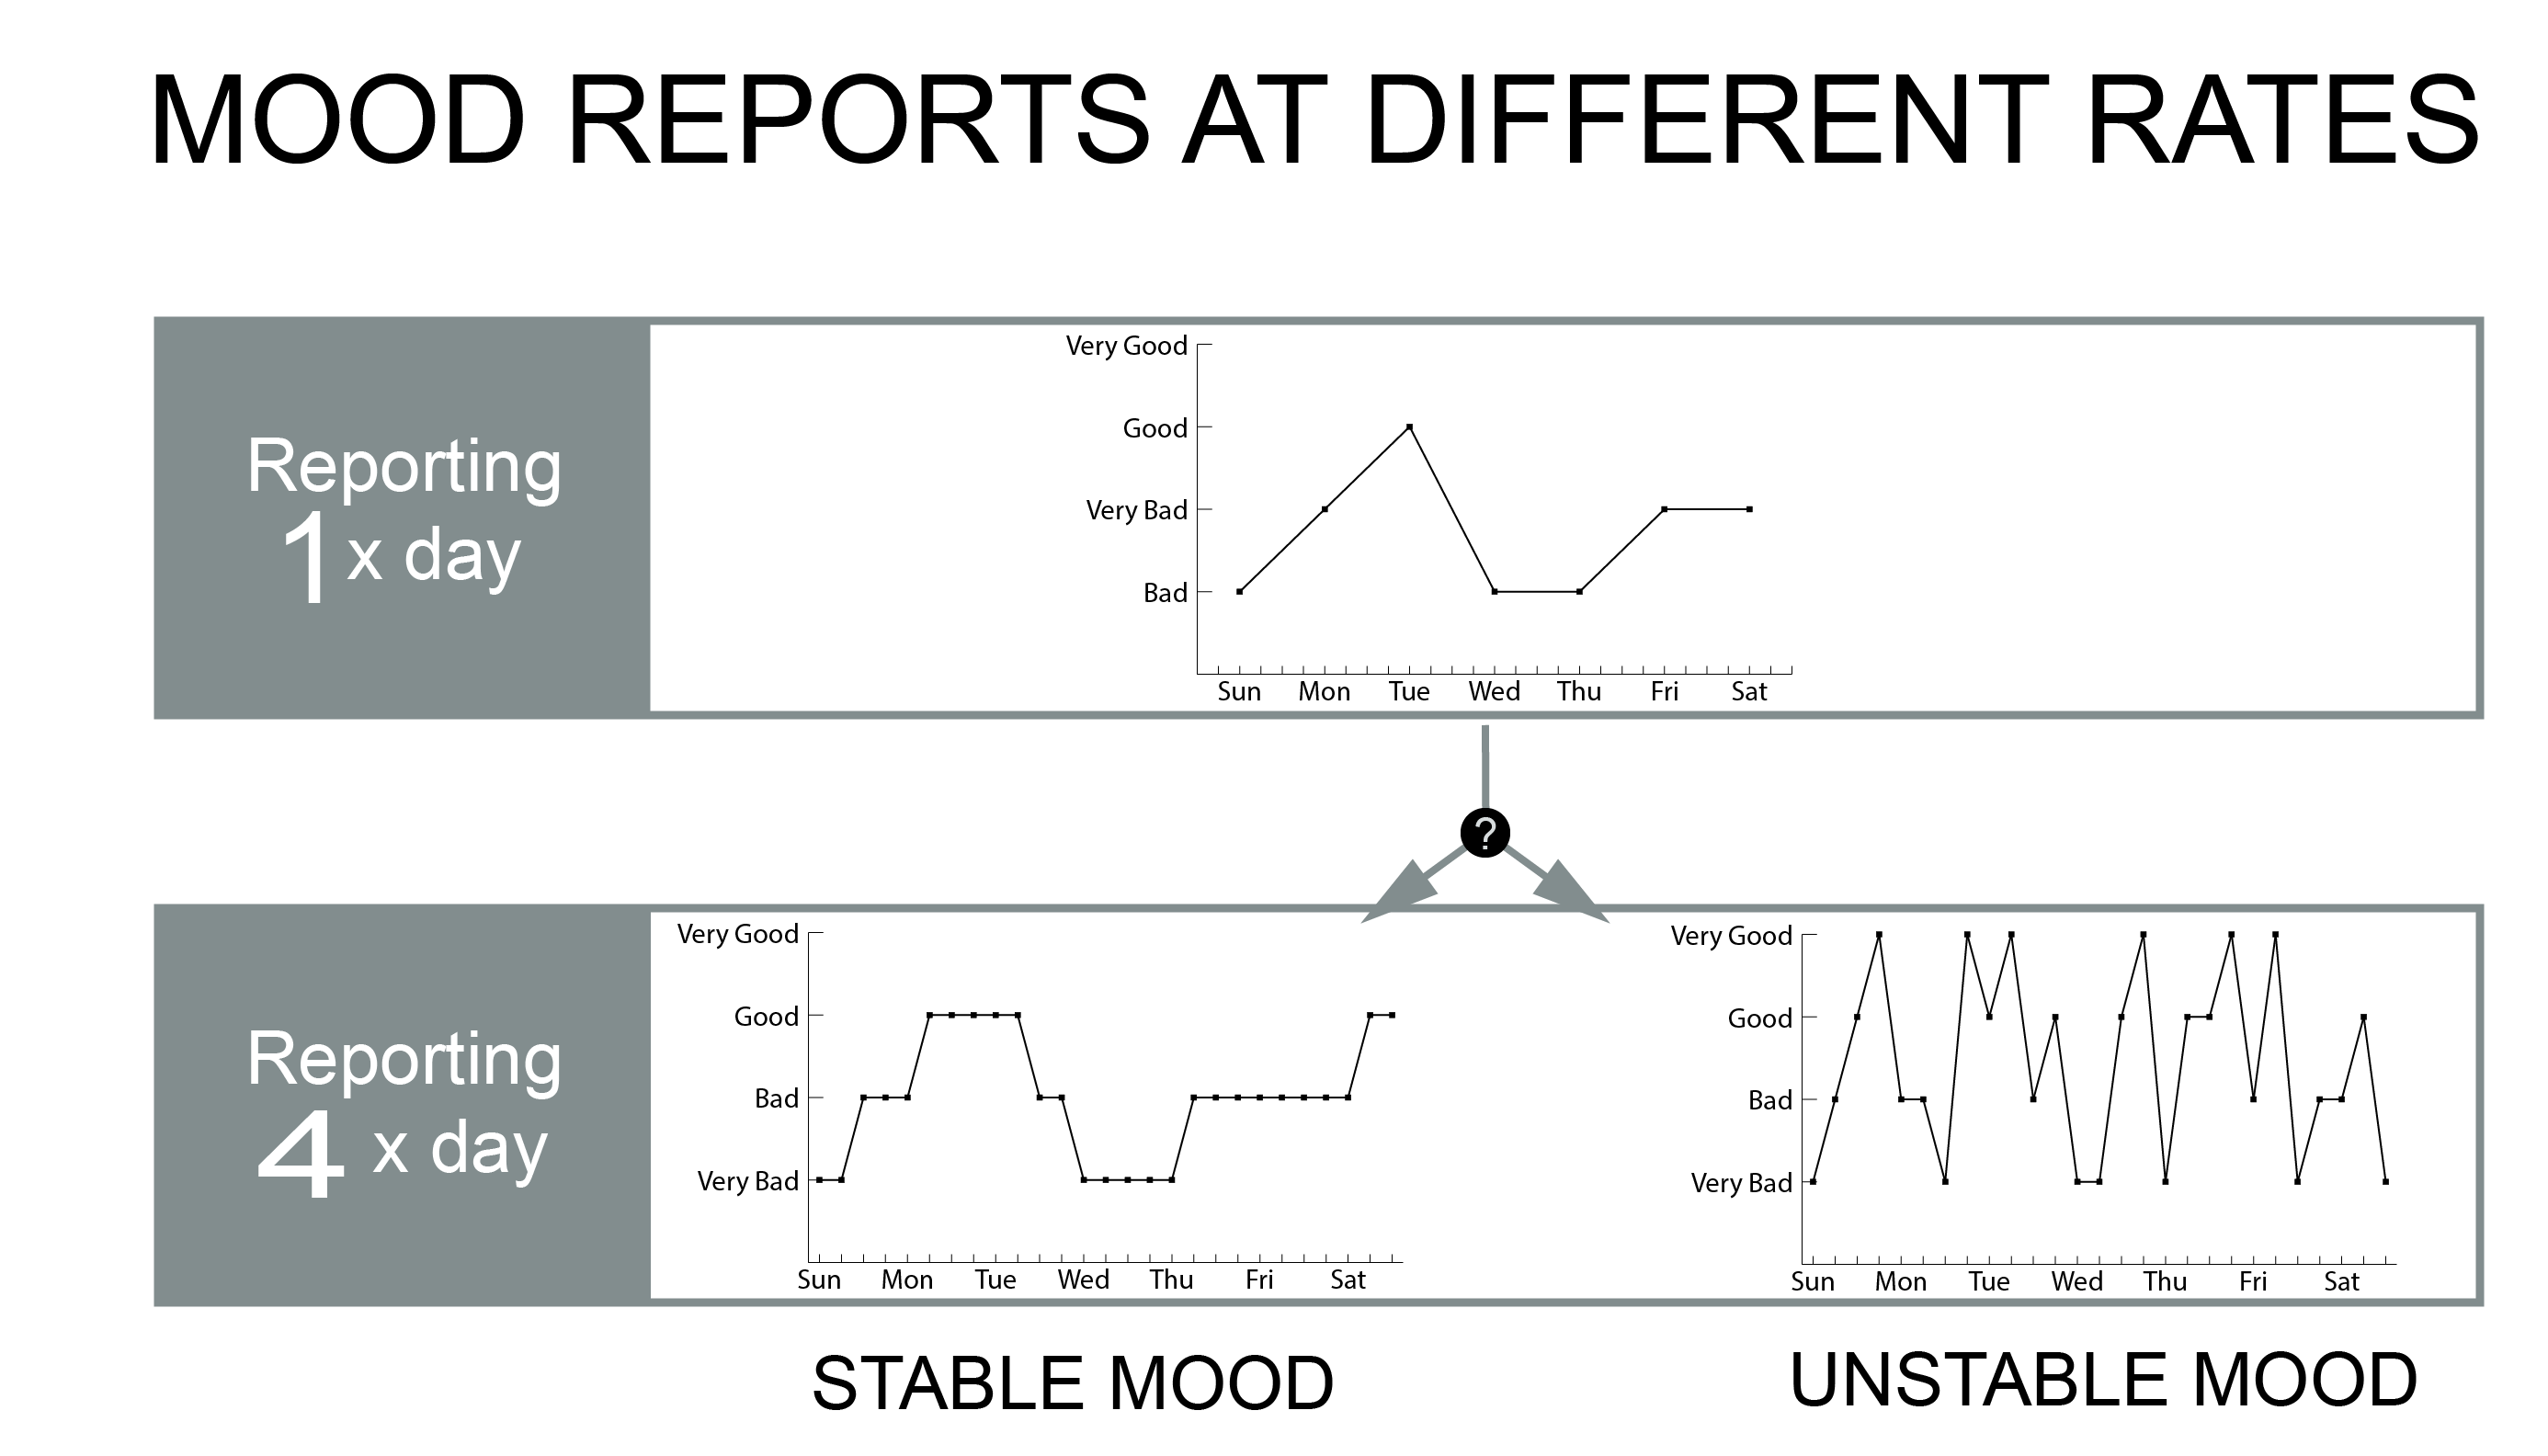 MOOD REPORTS AT DIFFERENT RATES
Reporting
1 x day
Very Good
Good
Very Bad
Bad
Sun Mon Tue Wed Thu Fri Sat
?
Reporting
4 x day
Very Good
Good
Bad
Very Bad
Sun Mon Tue Wed Thu Fri Sat
Very Good
Good
Bad
Very Bad
Sun Mon Tue Wed Thu Fri Sat
STABLE MOOD
UNSTABLE MOOD